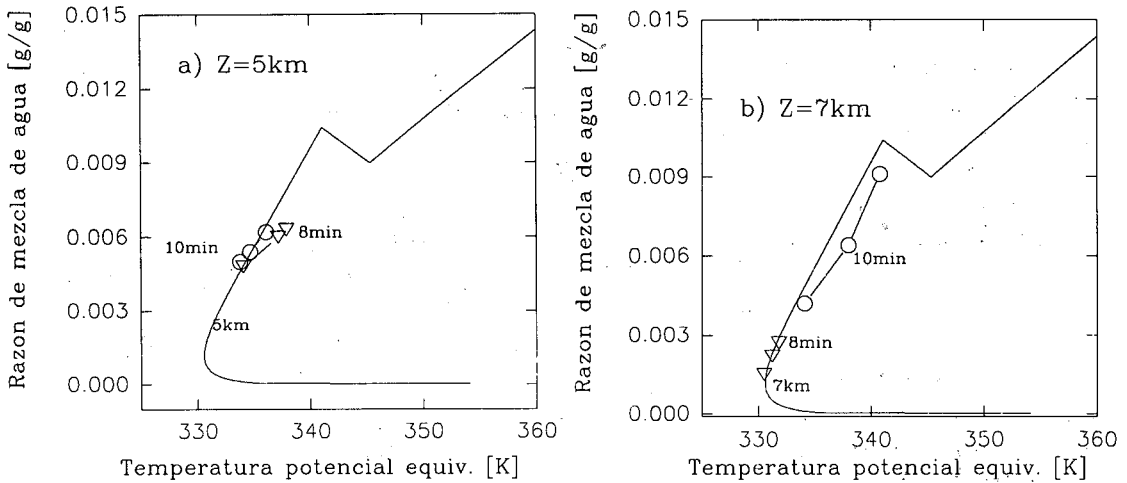 Razon de mezcla de agua [g/g]
0.015
0.012
0.009
0.006
0.003
0.000
a) Z=5km
10min
8min
5km
330
340
350
360
Temperatura potencial equiv. [K]
Razon de mezcla de agua [g/g]
0.015
0.012
0.009
0.006
0.003
0.000
b) Z=7km
10min
8min
7km
330
340
350
360
Temperatura potencial equiv. [K]